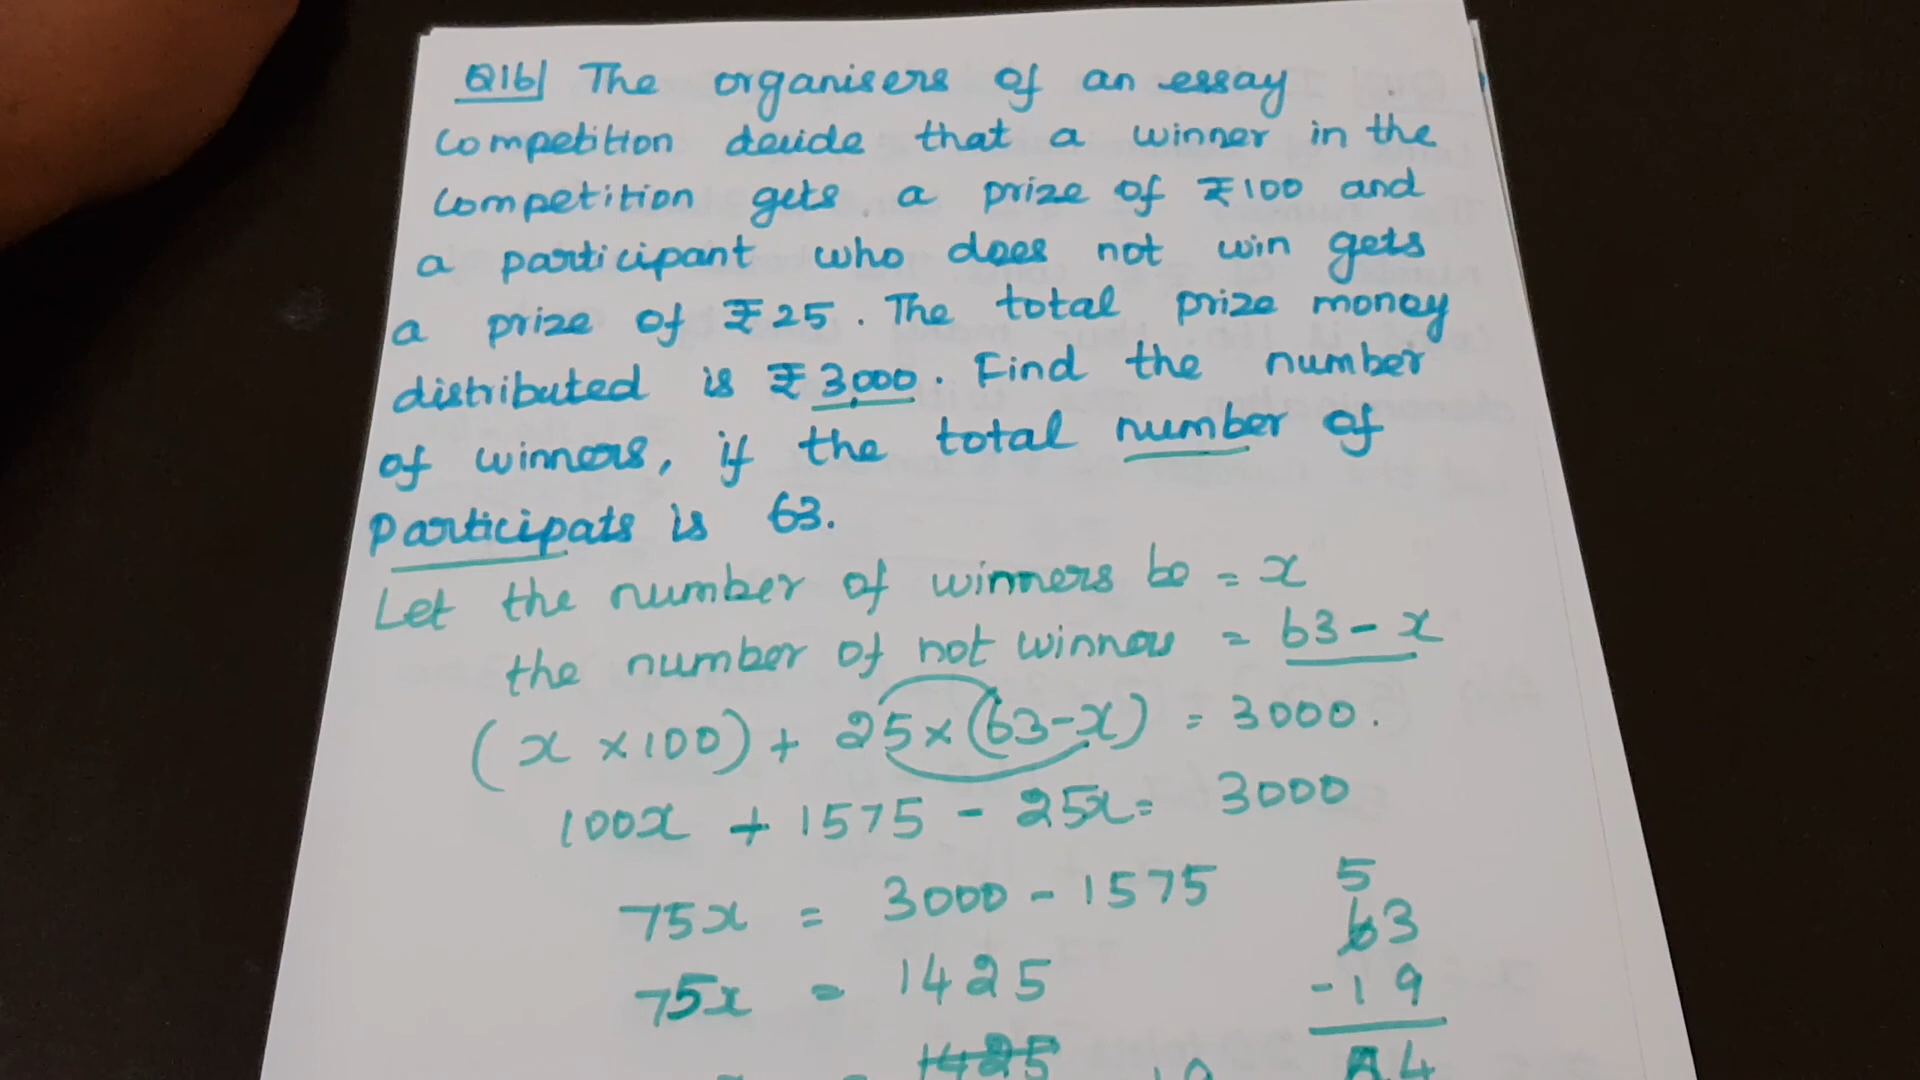 Q16) The organisers of an essay
competition decide that a winner in the
competition gets a prize of ₹100 and
a participant who does not win gets
a prize of ₹25. The total prize money
distributed is ₹3,000. Find the number
of winners, if the total number of
Participats is 63.
Let the number of winners be = x
the number of not winners = 63-x
(x×100)+ 25×(63-x) = 3000.
100x + 1575 - 25x = 3000
75x = 3000-1575
5
63
75x = 1425
-19
1425